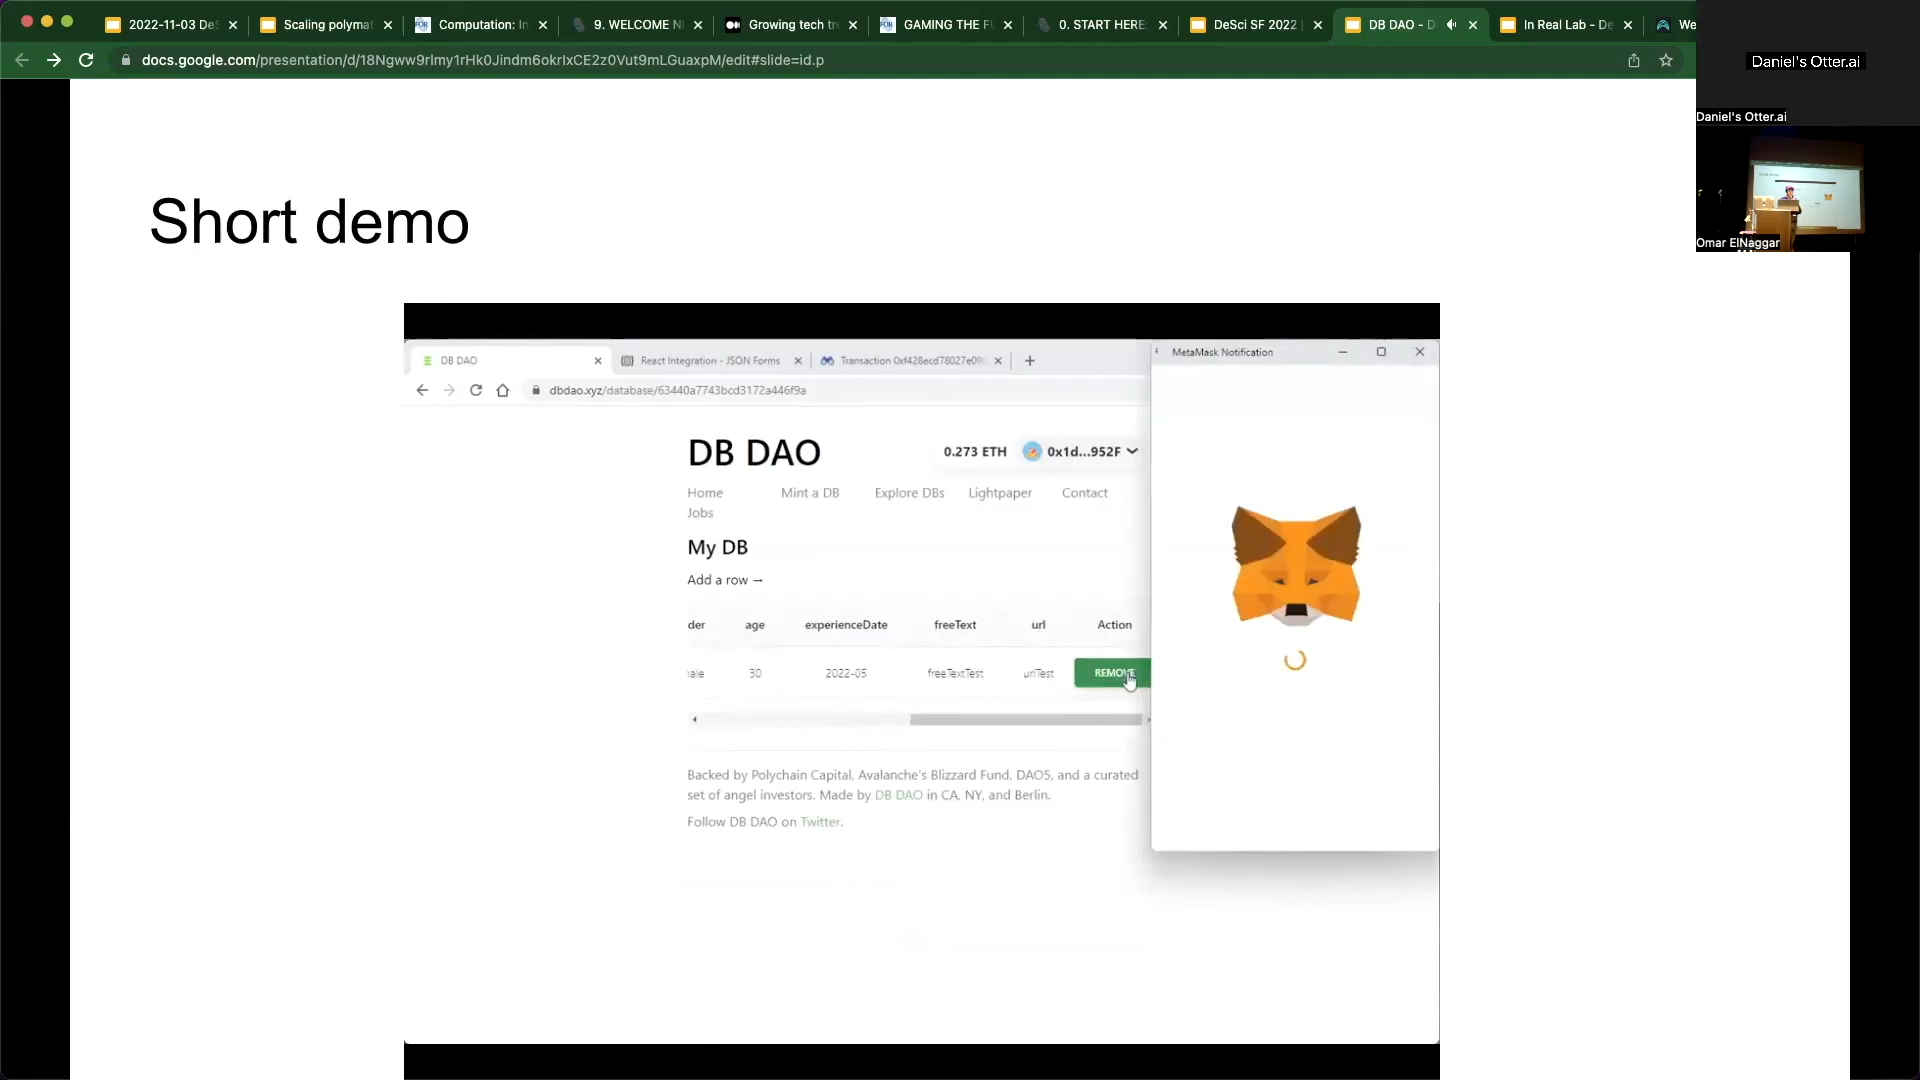 2022-11-03 DeS
Scaling polymat
Computation: In
9. WELCOME N
Growing tech tr
GAMING THE F
0. START HERE:
DeSci SF 2022
DB DAO - D
In Real Lab - De
We
docs.google.com/presentation/d/18Ngww9rlmy1rHk0Jindm6okrIxCE2z0Vut9mLGuaxpM/edit#slide=id.p
Daniel's Otter.ai
Daniel's Otter.ai
Omar ElNaggar
Short demo
DB DAO
React Integration - JSON Forms
Transaction 0xf428ecd78027e09
MetaMask Notification
dbdao.xyz/database/63440a7743bcd3172a446f9a
DB DAO
0.273 ETH
0x1d...952F
Home
Mint a DB
Explore DBs
Lightpaper
Contact
Jobs
My DB
Add a row →
der age experienceDate freeText url Action
nale 30 2022-05 freeTextTest urlTest REMOVE
Backed by Polychain Capital, Avalanche's Blizzard Fund, DAO5, and a curated
set of angel investors. Made by DB DAO in CA, NY, and Berlin.
Follow DB DAO on Twitter.